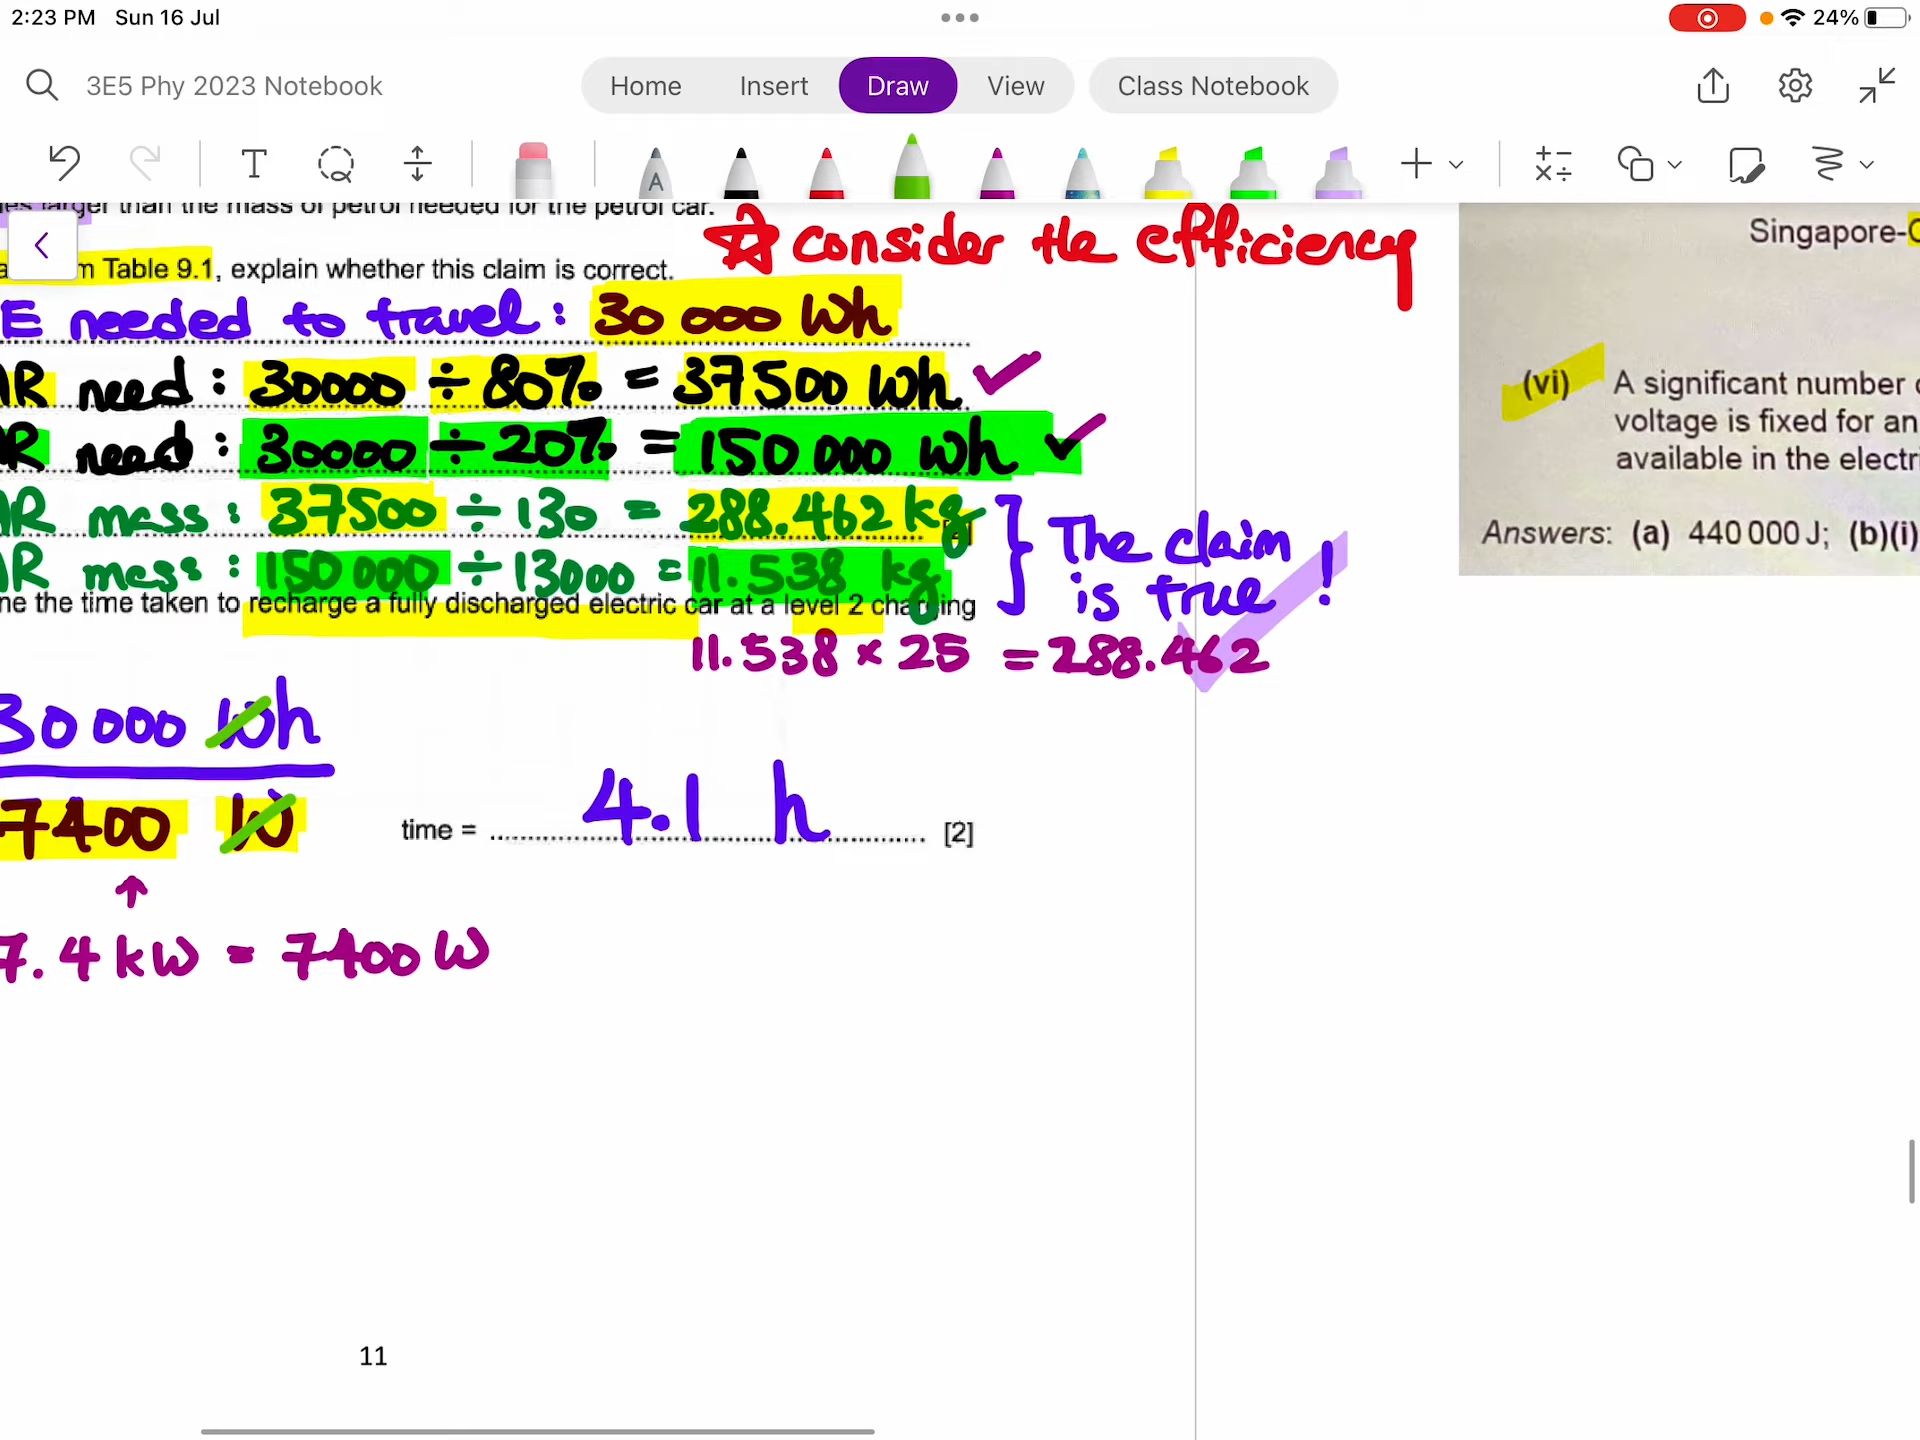 2:23 PM Sun 16 Jul
24%
3E5 Phy 2023 Notebook
Home Insert Draw View Class Notebook
T
A
larger than the mass of petrol needed for the petrol car.
☆ consider the efficiency
Table 9.1, explain whether this claim is correct.
E needed to travel: 30 000 Wh
R need: 30000 ÷ 80% = 37500 Wh ✓
R need: 30000 ÷ 20% = 150 000 Wh ✓
R mass: 37500 ÷ 130 = 288.462 kg
R mass: 150 000 ÷ 13000 = 11.538 kg
} The claim is true!
ne the time taken to recharge a fully discharged electric car at a level 2 charging
11.538 × 25 = 288.462
30 000 Wh
7400 W
time = 4.1 h [2]
↑
7.4 kW = 7400 W
11
Singapore-
(vi) A significant number
voltage is fixed for an
available in the electri
Answers: (a) 440 000 J; (b)(i)